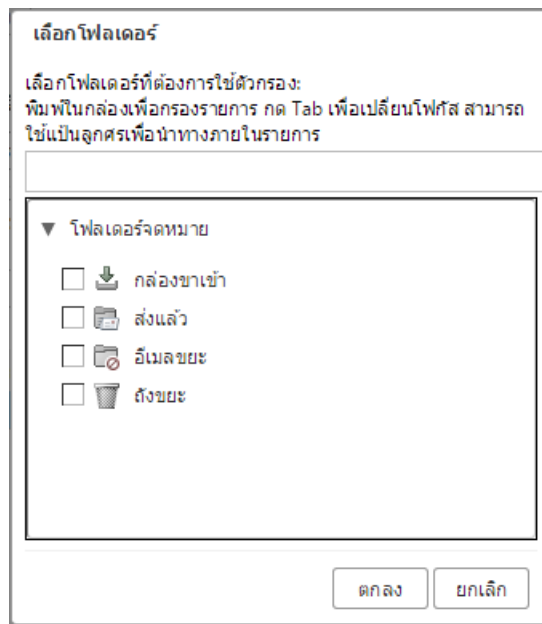 เลือกโฟลเดอร์
เลือกโฟลเดอร์ที่ต้องการใช้ตัวกรอง:
พิมพ์ในกล่องเพื่อกรองรายการ กด Tab เพื่อเปลี่ยนโฟกัส สามารถ
ใช้แป้นลูกศรเพื่อนำทางภายในรายการ
โฟลเดอร์จดหมาย
กล่องขาเข้า
ส่งแล้ว
อีเมลขยะ
ถังขยะ
ตกลง ยกเลิก